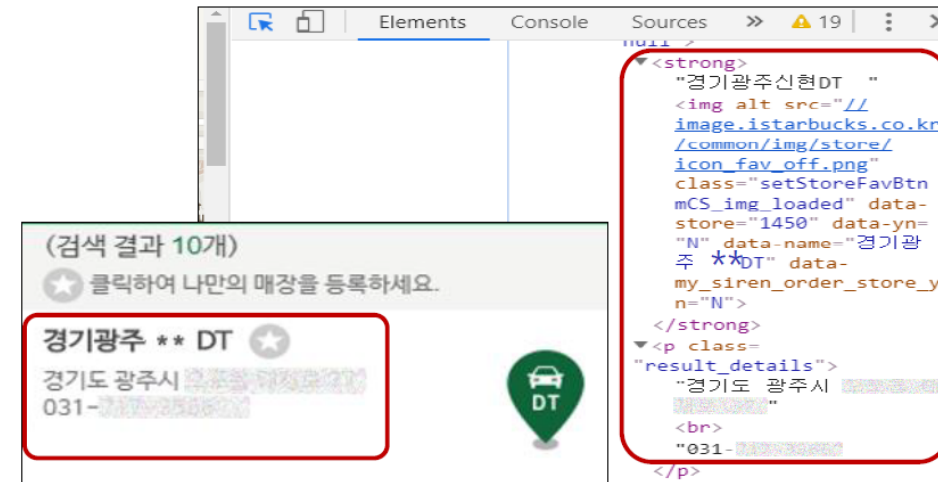 Elements Console Sources » 19
null >
▼<strong>
"경기광주신현DT "
<img alt src="//
image.istarbucks.co.kr
/common/img/store/
icon_fav_off.png"
class="setStoreFavBtn
mCS_img_loaded" data-
store="1450" data-yn=
"N" data-name="경기광
주 **DT" data-
my_siren_order_store_y
n="N">
</strong>
▼<p class=
"result_details">
"경기도 광주시
"
<br>
"031-
</p>
(검색 결과 10개)
클릭하여 나만의 매장을 등록하세요.
경기광주 ** DT
경기도 광주시
031-
DT